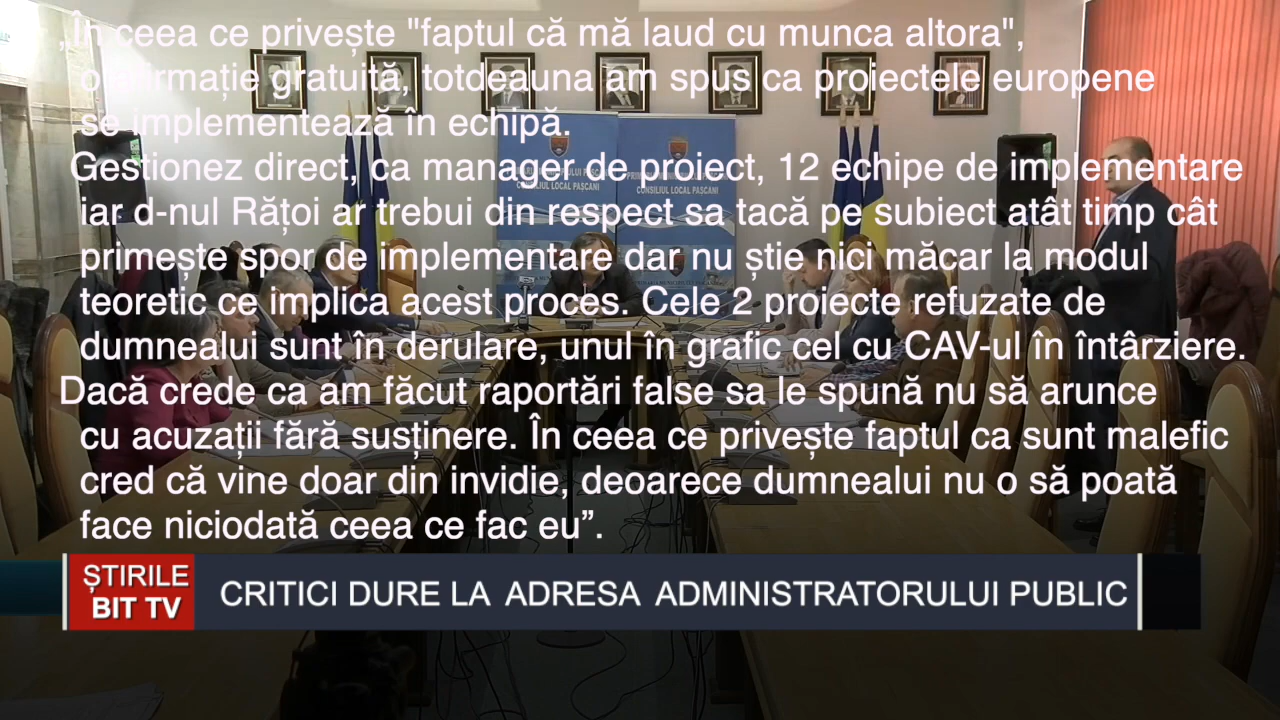 „În ceea ce privește "faptul că mă laud cu munca altora",
o afirmație gratuită, totdeauna am spus ca proiectele europene
se implementează în echipă.
Gestionez direct, ca manager de proiect, 12 echipe de implementare
iar d-nul Rățoi ar trebui din respect sa tacă pe subiect atât timp cât
primește spor de implementare dar nu știe nici măcar la modul
teoretic ce implica acest proces. Cele 2 proiecte refuzate de
dumnealui sunt în derulare, unul în grafic cel cu CAV-ul în întârziere.
Dacă crede ca am făcut raportări false sa le spună nu să arunce
cu acuzații fără susținere. În ceea ce privește faptul ca sunt malefic
cred că vine doar din invidie, deoarece dumnealui nu o să poată
face niciodată ceea ce fac eu”.
CONSILIUL LOCAL PAȘCANI
CONSILIUL LOCAL PAȘCANI
ȘTIRILE
BIT TV
CRITICI DURE LA ADRESA ADMINISTRATORULUI PUBLIC